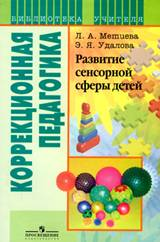 БИБЛИОТЕКА УЧИТЕЛЯ
КОРРЕКЦИОННАЯ
ПЕДАГОГИКА
Л. А. Метиева
Э. Я. Удалова
Развитие
сенсорной
сферы детей
ПРОСВЕЩЕНИЕ